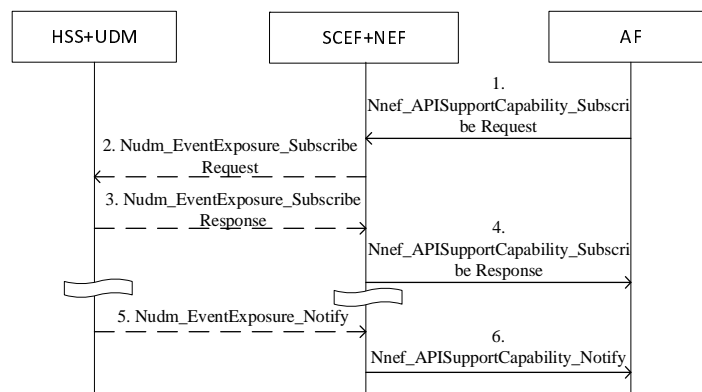 HSS+UDM
SCEF+NEF
AF
1.
Nnef_APISupportCapability_Subscri
be Request
2. Nudm_EventExposure_Subscribe
Request
3. Nudm_EventExposure_Subscribe
Response
4.
Nnef_APISupportCapability_Subscri
be Response
5. Nudm_EventExposure_Notify
6.
Nnef_APISupportCapability_Notify